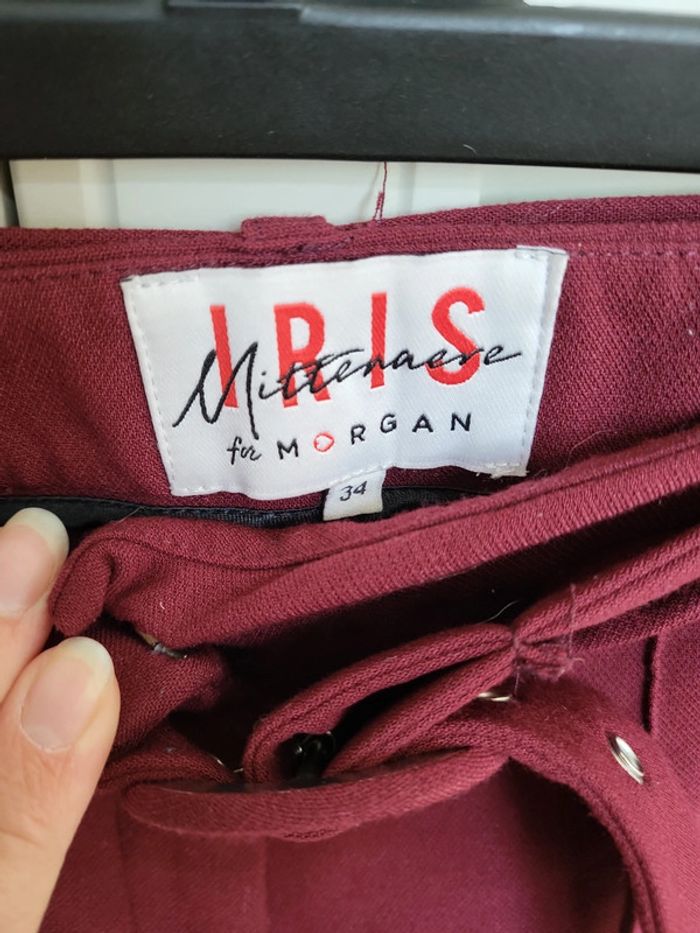 IRIS
Mittenaere
for MORGAN
34